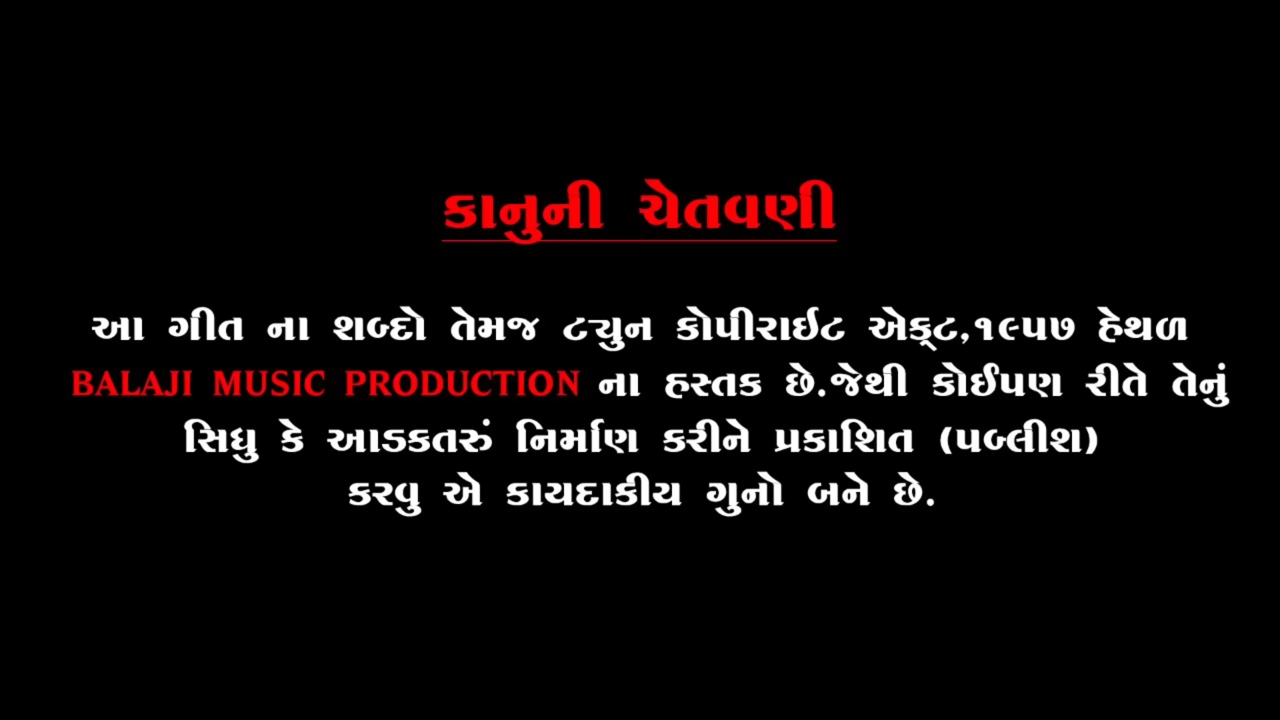 કાનુની ચેતવણી
આ ગીત ના શબ્દો તેમજ ટ્યુન કોપીરાઈટ એક્ટ,૧૯૫૭ હેથળ
BALAJI MUSIC PRODUCTION ના હસ્તક છે.જેથી કોઈપણ રીતે તેનું
સિધુ કે આડકતરું નિર્માણ કરીને પ્રકાશિત (પબ્લીશ)
કરવુ એ કાયદાકીય ગુનો બને છે.